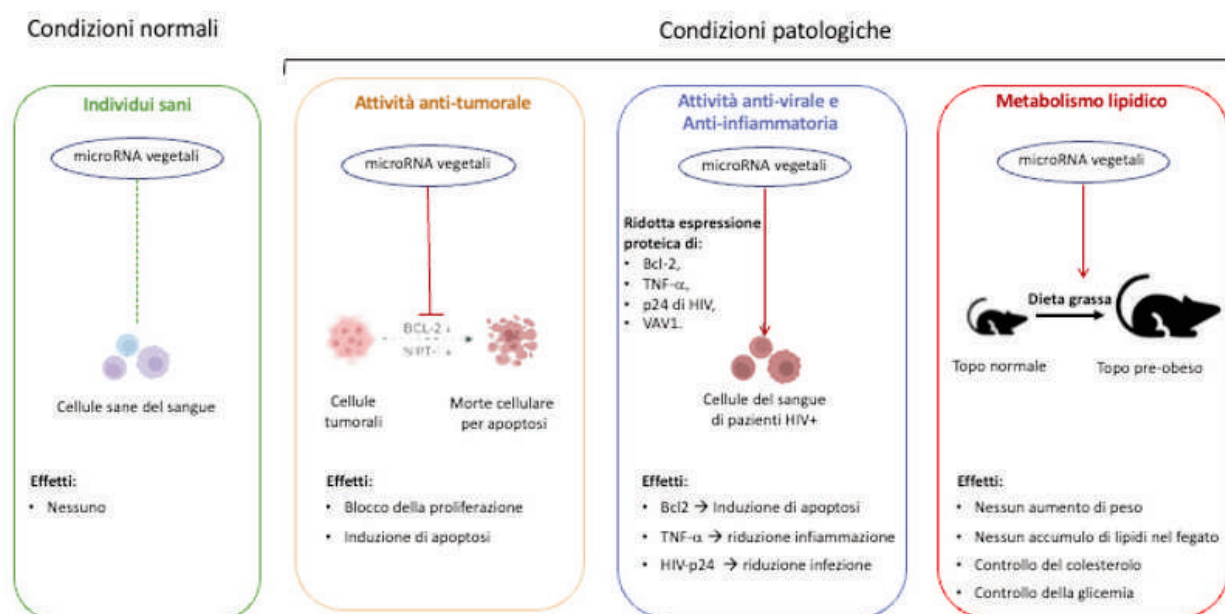 Condizioni normali
Condizioni patologiche
Individui sani
microRNA vegetali
Cellule sane del sangue
Effetti:
• Nessuno
Attività anti-tumorale
microRNA vegetali
BCL-2 ↓
Cellule
tumorali
Morte cellulare
per apoptosi
Effetti:
• Blocco della proliferazione
• Induzione di apoptosi
Attività anti-virale e
Anti-infiammatoria
microRNA vegetali
Ridotta espressione
proteica di:
• Bcl-2,
• TNF-α,
• p24 di HIV,
• VAV1.
Cellule del sangue
di pazienti HIV+
Effetti:
• Bcl2 → Induzione di apoptosi
• TNF-α → riduzione infiammazione
• HIV-p24 → riduzione infezione
Metabolismo lipidico
microRNA vegetali
Dieta grassa
Topo normale
Topo pre-obeso
Effetti:
• Nessun aumento di peso
• Nessun accumulo di lipidi nel fegato
• Controllo del colesterolo
• Controllo della glicemia